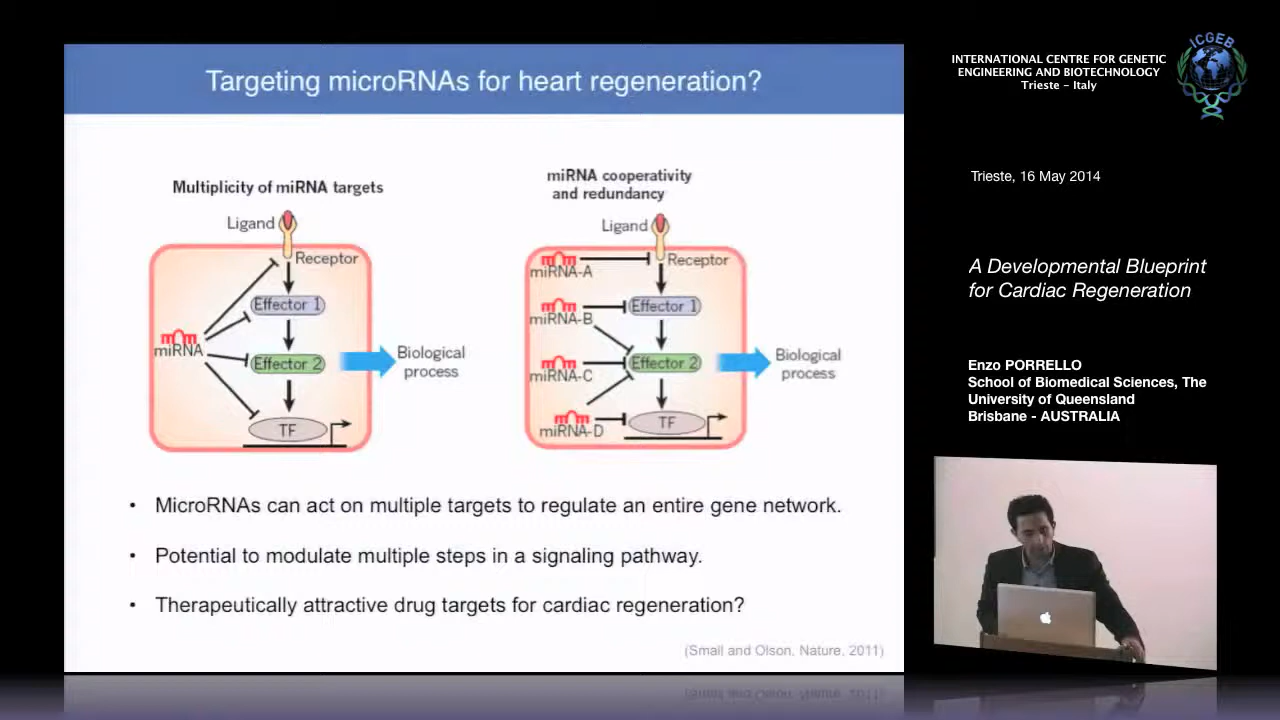 Targeting microRNAs for heart regeneration?
Multiplicity of miRNA targets
Ligand
Receptor
Effector 1
miRNA
Effector 2
TF
Biological
process
miRNA cooperativity
and redundancy
Ligand
miRNA-A
Receptor
miRNA-B
Effector 1
miRNA-C
Effector 2
miRNA-D
TF
Biological
process
• MicroRNAs can act on multiple targets to regulate an entire gene network.
• Potential to modulate multiple steps in a signaling pathway.
• Therapeutically attractive drug targets for cardiac regeneration?
(Small and Olson, Nature, 2011)
INTERNATIONAL CENTRE FOR GENETIC
ENGINEERING AND BIOTECHNOLOGY
Trieste - Italy
ICGEB
Trieste, 16 May 2014
A Developmental Blueprint
for Cardiac Regeneration
Enzo PORRELLO
School of Biomedical Sciences, The
University of Queensland
Brisbane - AUSTRALIA